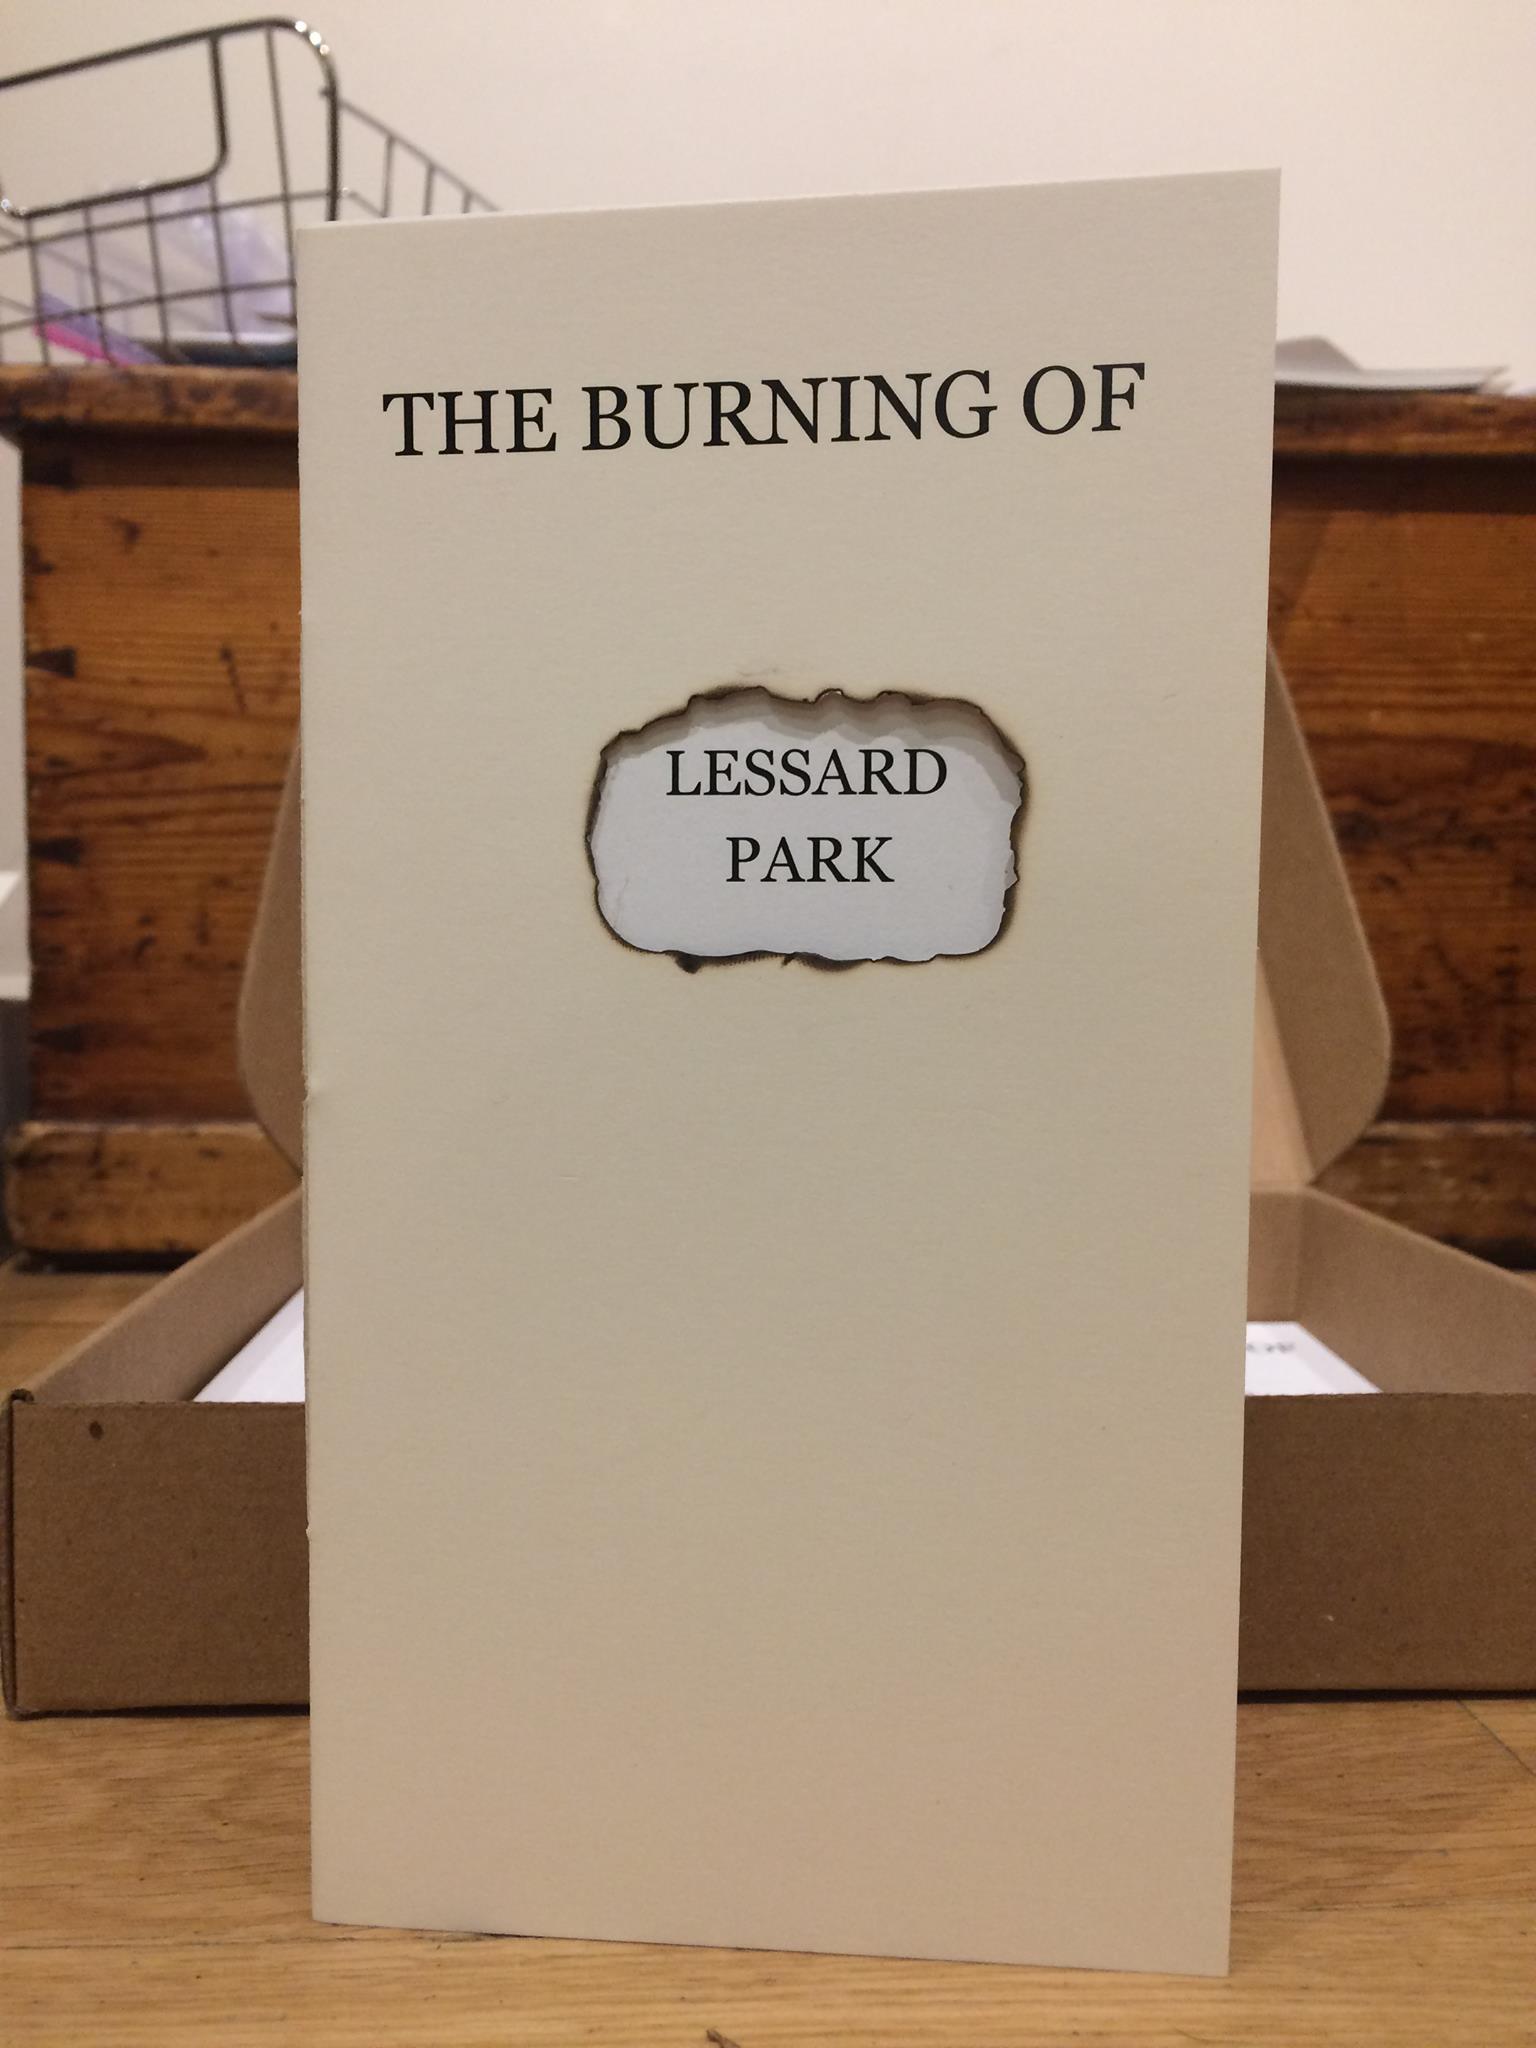 THE BURNING OF
LESSARD
PARK